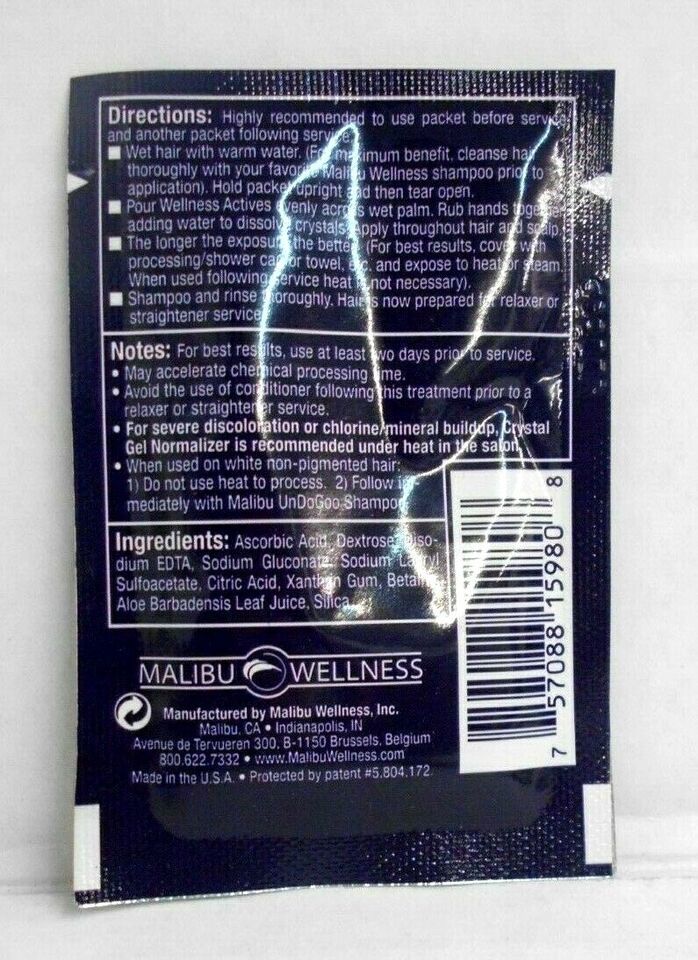 Directions: Highly recommended to use packet before service
and another packet following service
Wet hair with warm water. (For maximum benefit, cleanse hair
thoroughly with your favorite Malibu Wellness shampoo prior to
application). Hold packet upright and then tear open.
Pour Wellness Actives evenly across wet palm. Rub hands together
adding water to dissolve crystals. Apply throughout hair and scalp.
The longer the exposure the better. (For best results, cover with
processing/shower cap or towel, etc. and expose to heat or steam.
When used following service heat not necessary).
Shampoo and rinse thoroughly. Hair is now prepared for relaxer or
straightener service
Notes: For best results, use at least two days prior to service.
• May accelerate chemical processing time.
• Avoid the use of conditioner following this treatment prior to a
relaxer or straightener service.
• For severe discoloration or chlorine/mineral buildup, Crystal
Gel Normalizer is recommended under heat in the salon.
• When used on white non-pigmented hair:
1) Do not use heat to process. 2) Follow im-
mediately with Malibu UnDoGoo Shampoo
Ingredients: Ascorbic Acid, Dextrose, Diso-
dium EDTA, Sodium Gluconate, Sodium Lauryl
Sulfoacetate, Citric Acid, Xanthan Gum, Betaine,
Aloe Barbadensis Leaf Juice, Silica
MALIBU WELLNESS
Manufactured by Malibu Wellness, Inc.
Malibu, CA • Indianapolis, IN
Avenue de Tervueren 300. B-1150 Brussels, Belgium
800.622.7332 • www.MalibuWellness.com
Made in the U.S.A. • Protected by patent #5.804.172
7 57088 15980 8